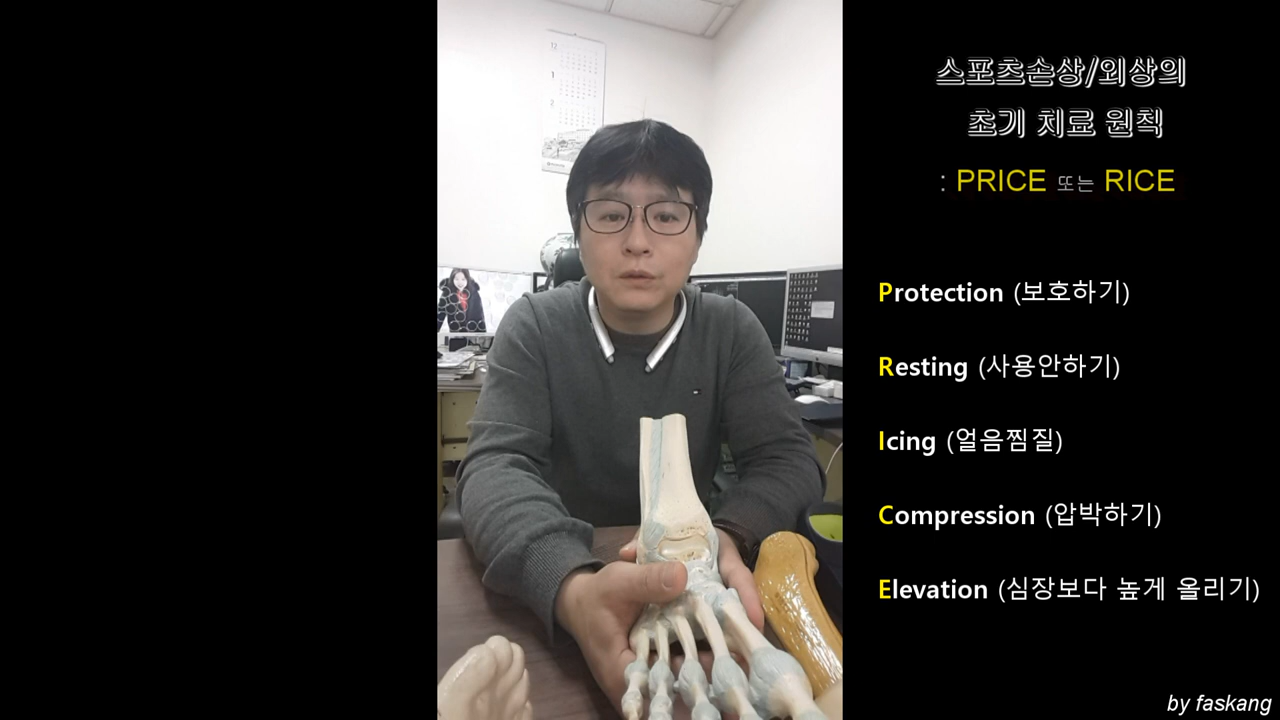 스포츠손상/외상의
초기 치료 원칙
: PRICE 또는 RICE
Protection (보호하기)
Resting (사용안하기)
Icing (얼음찜질)
Compression (압박하기)
Elevation (심장보다 높게 올리기)
by faskang